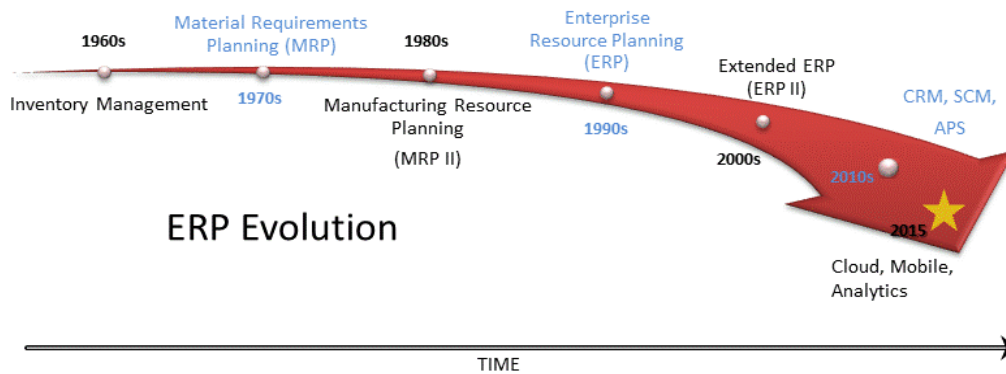 1960s
Inventory Management
Material Requirements
Planning (MRP)
1970s
1980s
Manufacturing Resource
Planning
(MRP II)
Enterprise
Resource Planning
(ERP)
1990s
Extended ERP
(ERP II)
2000s
CRM, SCM,
APS
2010s
2015
Cloud, Mobile,
Analytics
ERP Evolution
TIME